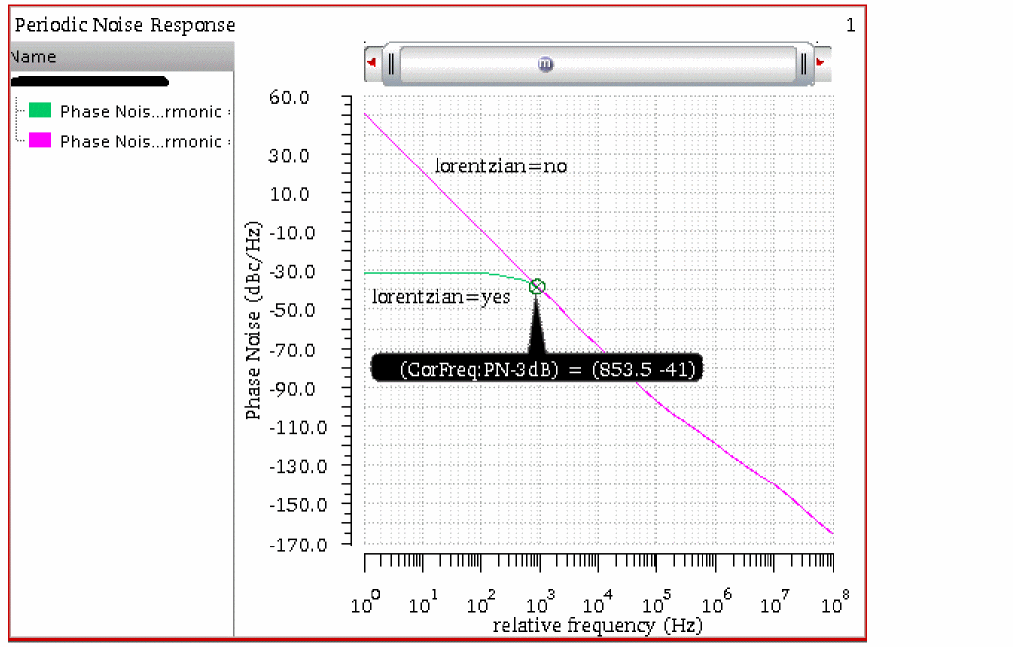 Periodic Noise Response
1
Name
Phase Nois...rmonic :
Phase Nois...rmonic :
m
60.0
30.0
10.0
-10.0
-30.0
-50.0
-70.0
-90.0
-110.0
-130.0
-150.0
-170.0
Phase Noise (dBc/Hz)
lorentzian=no
lorentzian=yes
(CorFreq:PN-3dB) = (853.5 -41)
10^0 10^1 10^2 10^3 10^4 10^5 10^6 10^7 10^8
relative frequency (Hz)